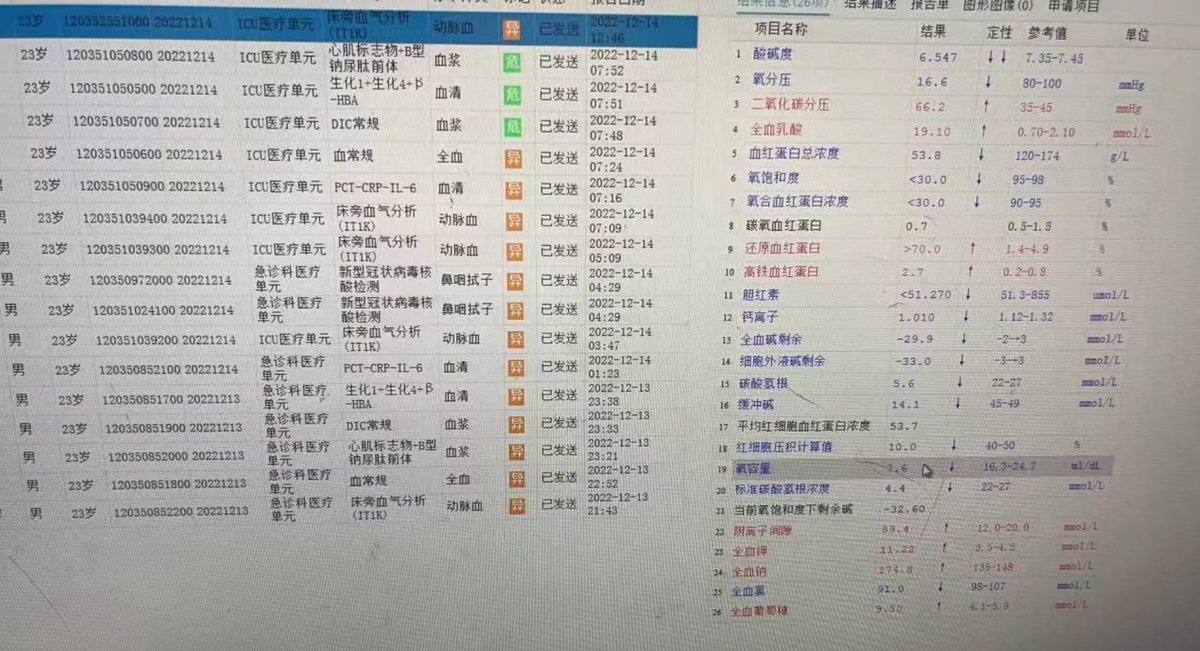 结果信息(26项) 结果描述 报告单 图形图像(0) 申请项目
23岁 120352551000 20221214 ICU医疗单元 床旁血气分析(IT1K) 动脉血 异 已发送 2022-12-14 12:46
23岁 120351050800 20221214 ICU医疗单元 心肌标志物+B型钠尿肽前体 血浆 危 已发送 2022-12-14 07:52
23岁 120351050500 20221214 ICU医疗单元 生化1+生化4+β-HBA 血清 危 已发送 2022-12-14 07:51
23岁 120351050700 20221214 ICU医疗单元 DIC常规 血浆 危 已发送 2022-12-14 07:48
23岁 120351050600 20221214 ICU医疗单元 血常规 全血 异 已发送 2022-12-14 07:24
23岁 120351050900 20221214 ICU医疗单元 PCT-CRP-IL-6 血清 异 已发送 2022-12-14 07:16
男 23岁 120351039400 20221214 ICU医疗单元 床旁血气分析(IT1K) 动脉血 异 已发送 2022-12-14 07:09
男 23岁 120351039300 20221214 ICU医疗单元 床旁血气分析(IT1K) 动脉血 异 已发送 2022-12-14 05:09
男 23岁 120350972000 20221214 急诊科医疗单元 新型冠状病毒核酸检测 鼻咽拭子 异 已发送 2022-12-14 04:29
男 23岁 120351024100 20221214 急诊科医疗单元 新型冠状病毒核酸检测 鼻咽拭子 异 已发送 2022-12-14 04:29
男 23岁 120351039200 20221214 ICU医疗单元 床旁血气分析(IT1K) 动脉血 异 已发送 2022-12-14 03:47
男 23岁 120350852100 20221214 急诊科医疗单元 PCT-CRP-IL-6 血清 异 已发送 2022-12-14 01:23
男 23岁 120350851700 20221213 急诊科医疗单元 生化1+生化4+β-HBA 血清 异 已发送 2022-12-13 23:38
男 23岁 120350851900 20221213 急诊科医疗单元 DIC常规 血浆 异 已发送 2022-12-13 23:33
男 23岁 120350852000 20221213 急诊科医疗单元 心肌标志物+B型钠尿肽前体 血浆 异 已发送 2022-12-13 23:21
男 23岁 120350851800 20221213 急诊科医疗单元 血常规 全血 异 已发送 2022-12-13 22:52
男 23岁 120350852200 20221213 急诊科医疗单元 床旁血气分析(IT1K) 动脉血 异 已发送 2022-12-13 21:43
项目名称 结果 定性 参考值 单位
1 酸碱度 6.547 ↓↓ 7.35-7.45
2 氧分压 16.6 ↓ 80-100 mmHg
3 二氧化碳分压 66.2 ↑ 35-45 mmHg
4 全血乳酸 19.10 ↑ 0.70-2.10 mmol/L
5 血红蛋白总浓度 53.8 ↓ 120-174 g/L
6 氧饱和度 <30.0 ↓ 95-98 %
7 氧合血红蛋白浓度 <30.0 ↓ 90-95 %
8 碳氧血红蛋白 0.7 0.5-1.5 %
9 还原血红蛋白 >70.0 ↑ 1.4-4.9 %
10 高铁血红蛋白 2.7 ↑ 0.2-0.8 %
11 胆红素 <51.270 ↓ 51.3-855 umol/L
12 钙离子 1.010 ↓ 1.12-1.32 mmol/L
13 全血碱剩余 -29.9 ↓ -2-+3 mmol/L
14 细胞外液碱剩余 -33.0 ↓ -3-+3 mmol/L
15 碳酸氢根 5.6 ↓ 22-27 mmol/L
16 缓冲碱 14.1 ↓ 45-49 mmol/L
17 平均红细胞血红蛋白浓度 53.7
18 红细胞压积计算值 10.0 ↓ 40-50 %
19 氧容量 7.6 ↓ 16.3-24.7 ml/dL
20 标准碳酸氢根浓度 4.4 ↓ 22-27 mmol/L
21 当前氧饱和度下剩余碱 -32.60
22 阴离子间隙 89.4 ↑ 12.0-20.0 mmol/L
23 全血钾 11.22 ↑ 3.5-4.5 mmol/L
24 全血钠 174.8 ↑ 135-148 mmol/L
25 全血氯 91.0 ↓ 98-107 mmol/L
26 全血葡萄糖 9.50 ↑ 4.1-5.9 mmol/L